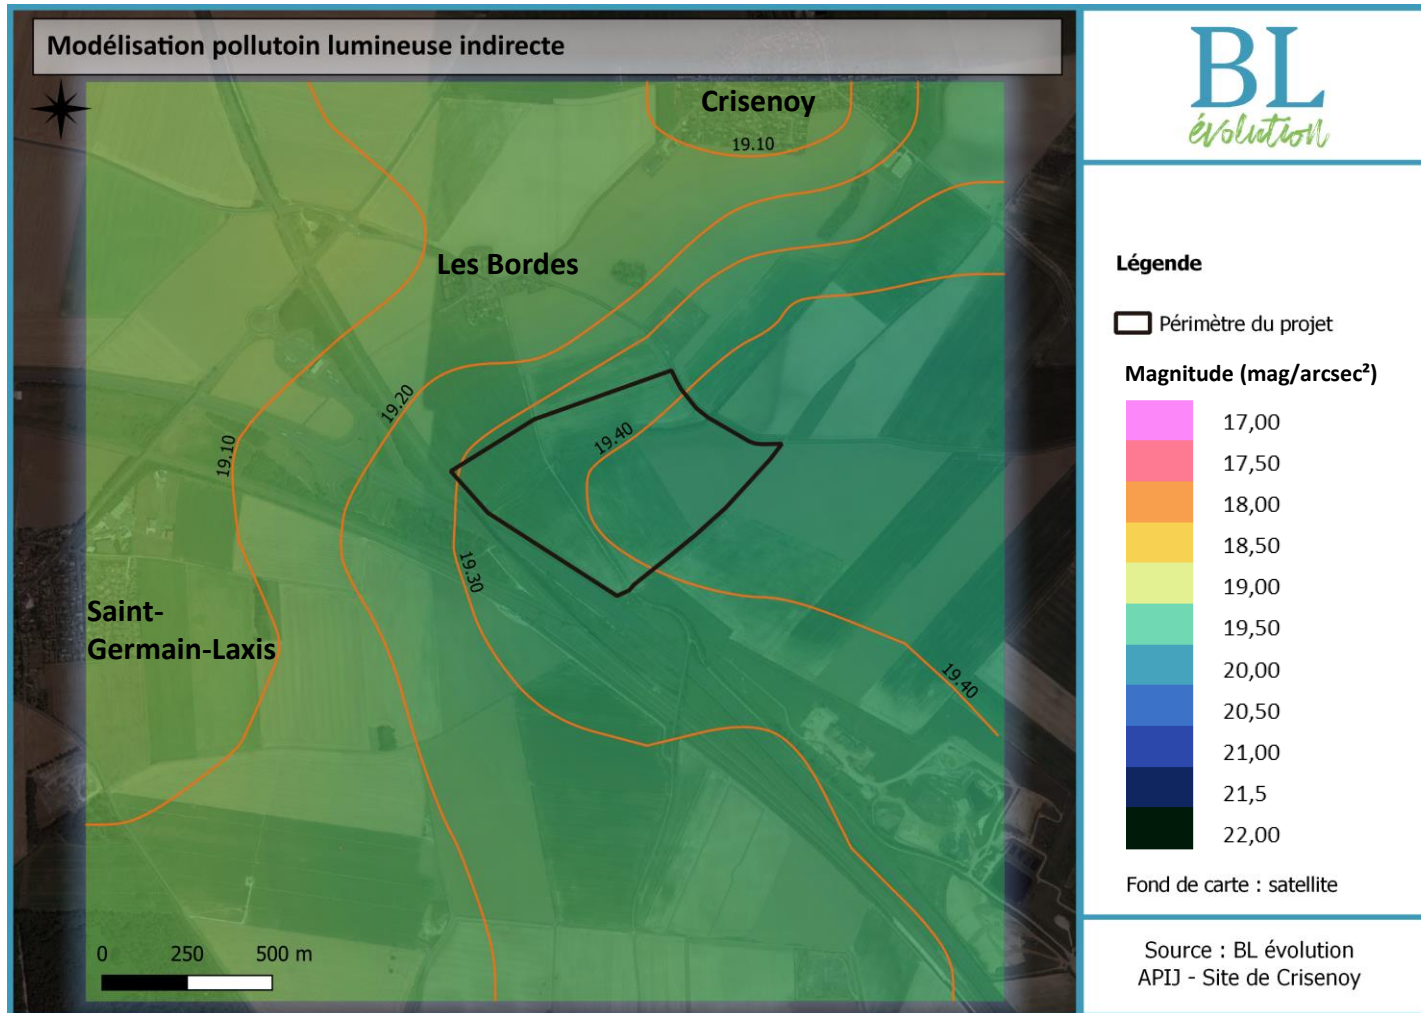 Modélisation pollutoin lumineuse indirecte
Crisenoy
19.10
Les Bordes
19.20
19.10
19.40
19.30
Saint-
Germain-Laxis
19.40
0 250 500 m
BL
évolution
Légende
Périmètre du projet
Magnitude (mag/arcsec²)
17,00
17,50
18,00
18,50
19,00
19,50
20,00
20,50
21,00
21,5
22,00
Fond de carte : satellite
Source : BL évolution
APIJ - Site de Crisenoy